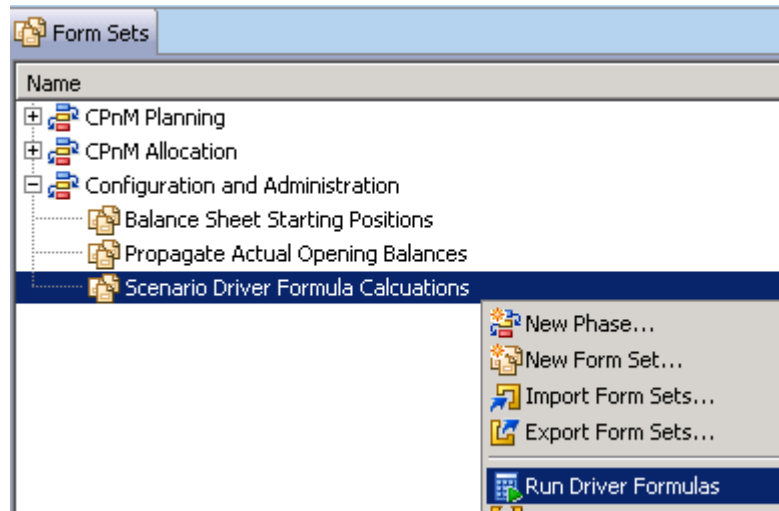 Form Sets
Name
CPnM Planning
CPnM Allocation
Configuration and Administration
Balance Sheet Starting Positions
Propagate Actual Opening Balances
Scenario Driver Formula Calcuations
New Phase...
New Form Set...
Import Form Sets...
Export Form Sets...
Run Driver Formulas